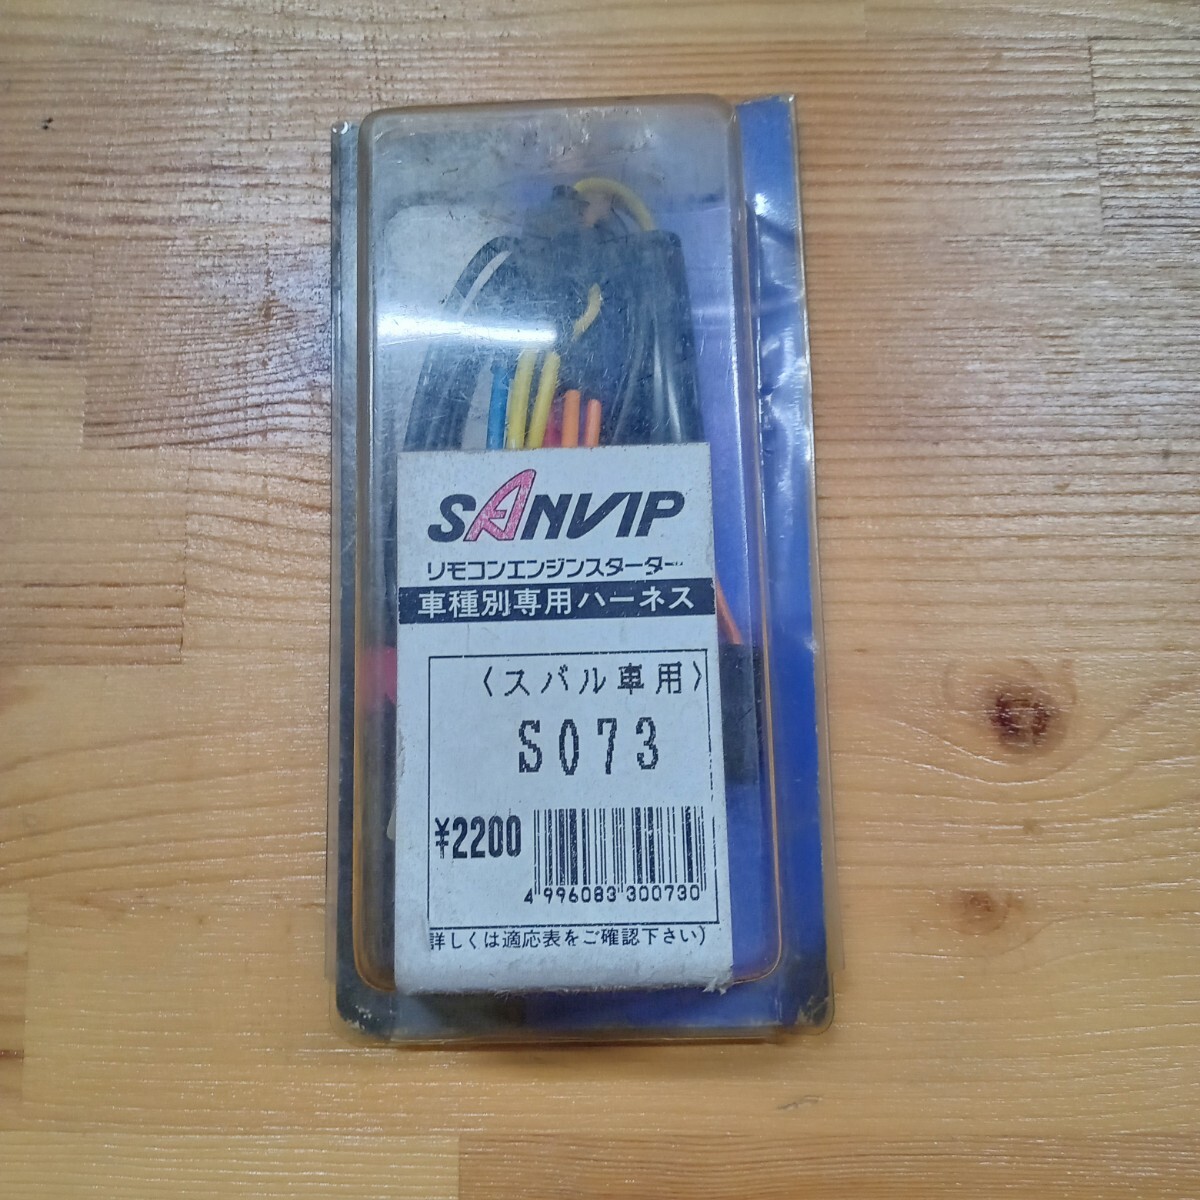 SANVIP
リモコンエンジンスターター
車種別専用ハーネス
〈スバル車用〉
S073
¥2200
4 996083 300730
詳しくは適応表をご確認下さい)